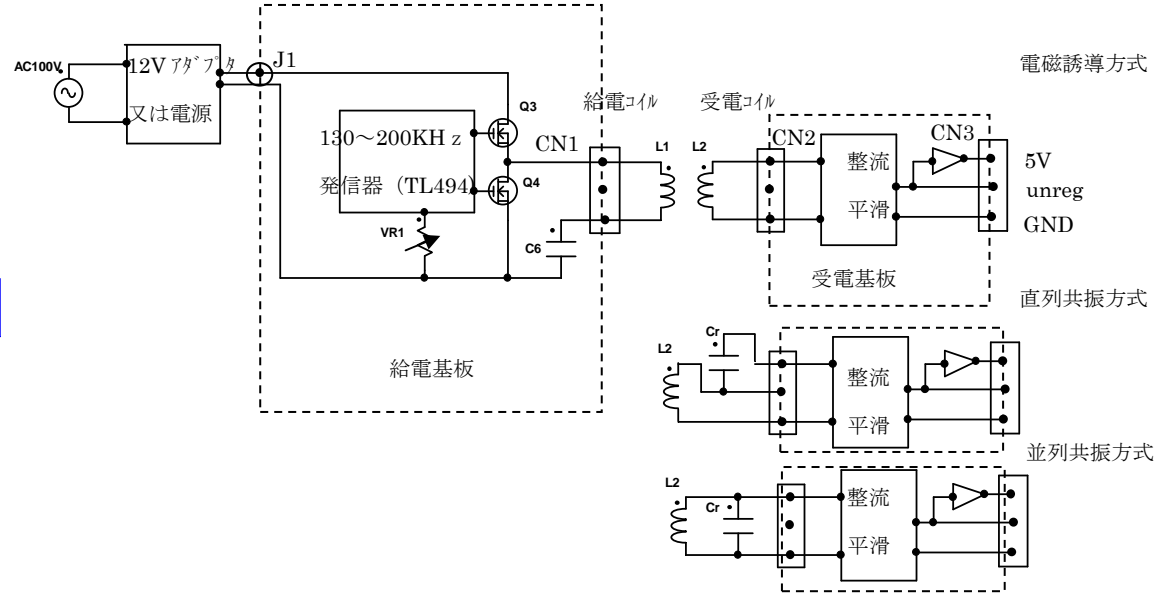 AC100V
12V ｱﾀﾞﾌﾟﾀ
又は電源
J1
130～200KHz
発信器（TL494)
VR1
Q3
Q4
CN1
C6
給電基板
給電ｺｲﾙ
受電ｺｲﾙ
L1
L2
CN2
整流
平滑
CN3
5V
unreg
GND
受電基板
電磁誘導方式
直列共振方式
L2
Cr
整流
平滑
並列共振方式
L2
Cr
整流
平滑